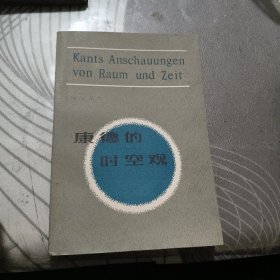 Kants Anschauungen
von Raum und Zeit
康德的
时空观